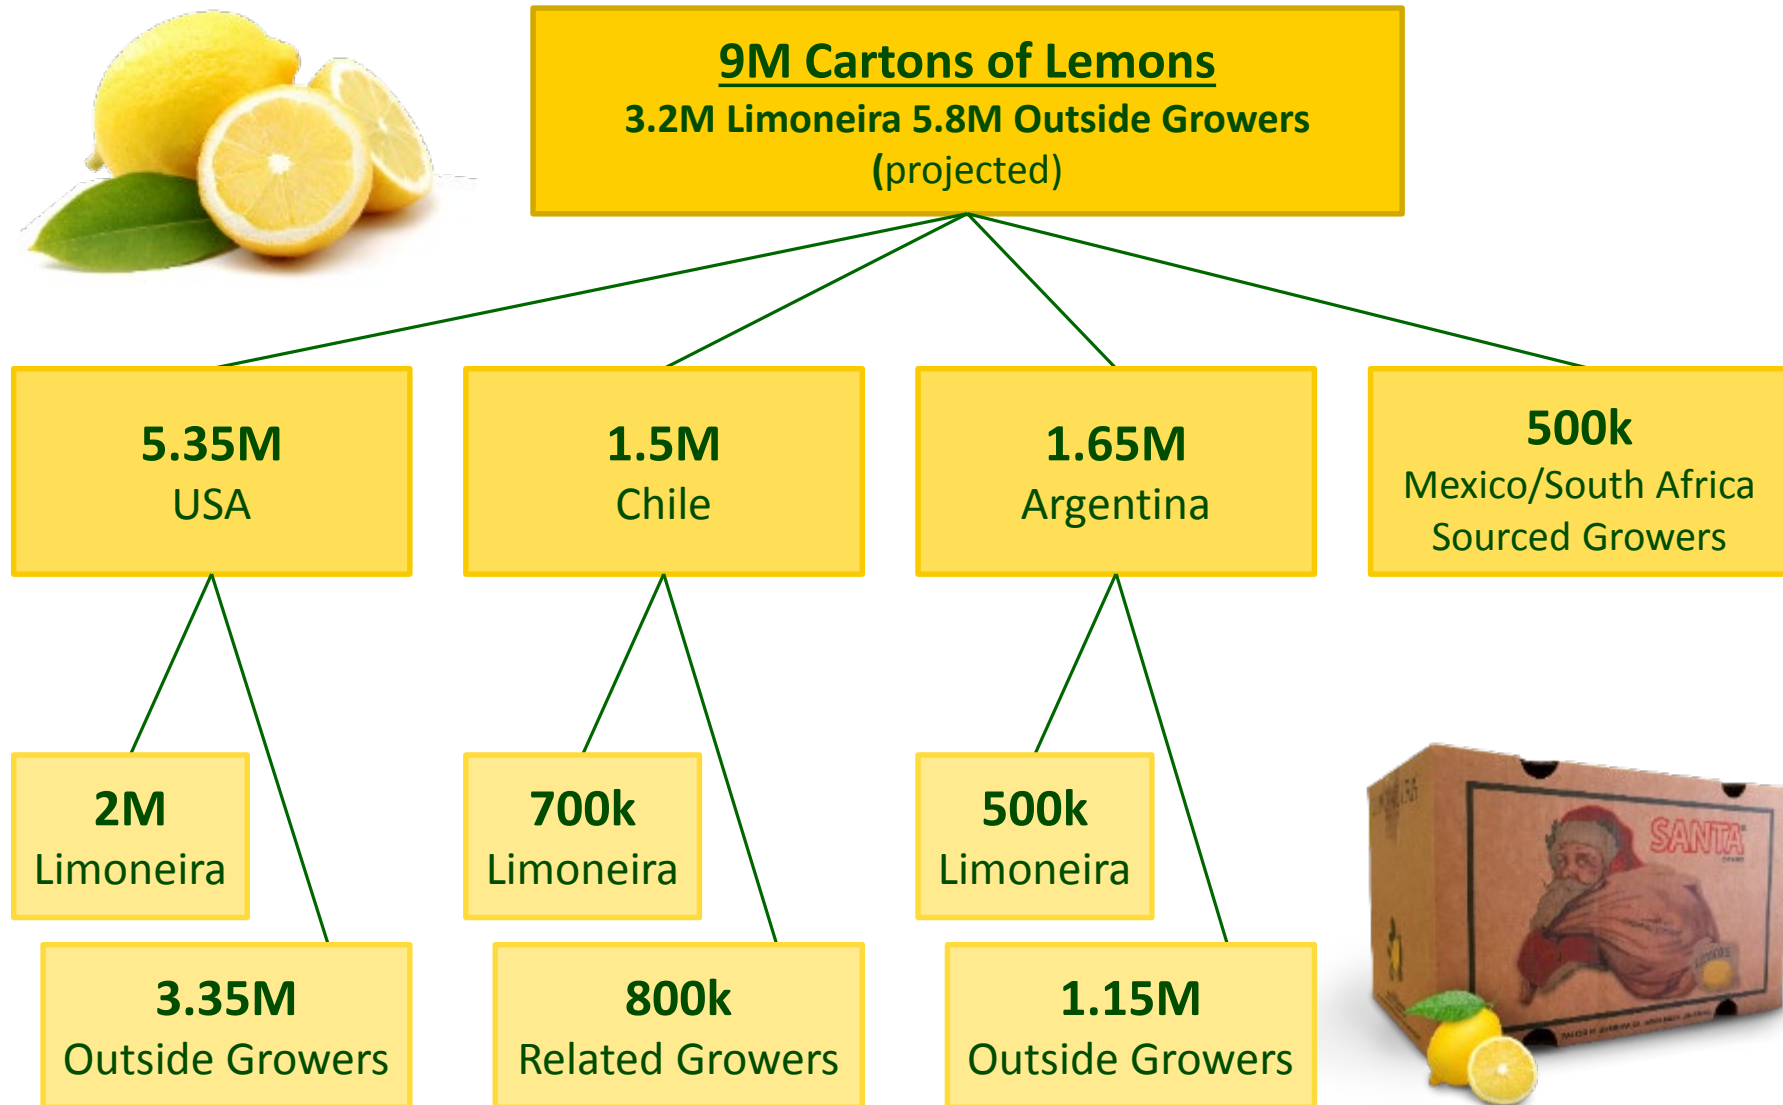 9M Cartons of Lemons
3.2M Limoneira 5.8M Outside Growers
(projected)
5.35M
USA
1.5M
Chile
1.65M
Argentina
500k
Mexico/South Africa
Sourced Growers
2M
Limoneira
700k
Limoneira
500k
Limoneira
3.35M
Outside Growers
800k
Related Growers
1.15M
Outside Growers
SANTA